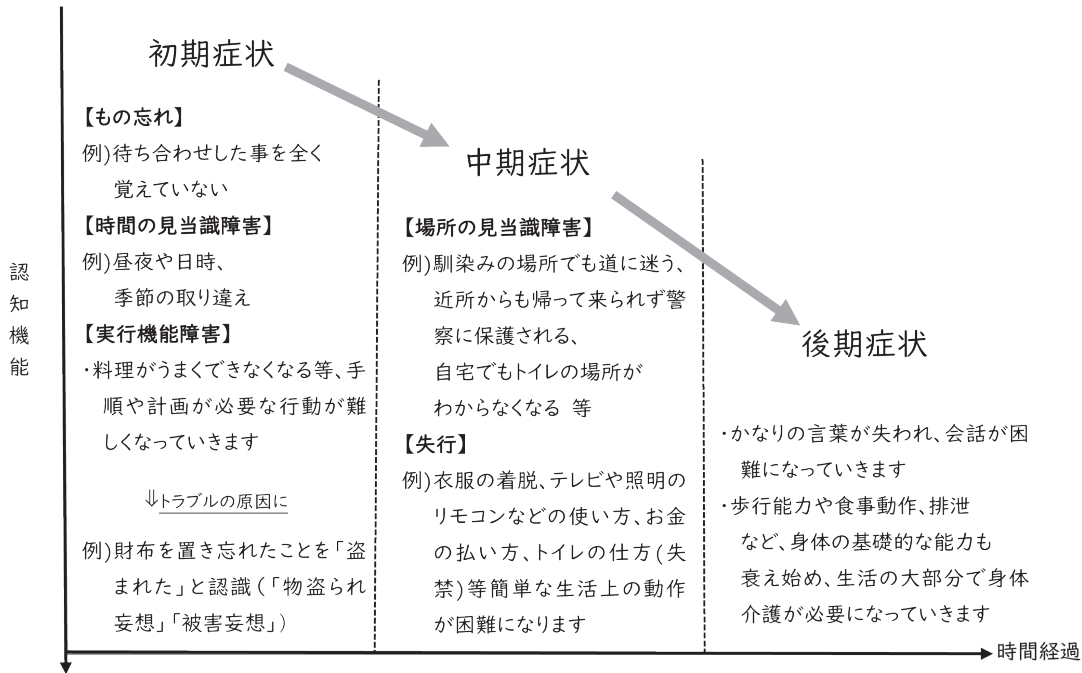 認知機能
初期症状
【もの忘れ】
例)待ち合わせした事を全く
覚えていない
【時間の見当識障害】
例)昼夜や日時、
季節の取り違え
【実行機能障害】
・料理がうまくできなくなる等、手
順や計画が必要な行動が難
しくなっていきます
⇓トラブルの原因に
例)財布を置き忘れたことを「盗
まれた」と認識(「物盗られ
妄想」「被害妄想」)
中期症状
【場所の見当識障害】
例)馴染みの場所でも道に迷う、
近所からも帰って来られず警
察に保護される、
自宅でもトイレの場所が
わからなくなる 等
【失行】
例)衣服の着脱、テレビや照明の
リモコンなどの使い方、お金
の払い方、トイレの仕方(失
禁)等簡単な生活上の動作
が困難になります
後期症状
・かなりの言葉が失われ、会話が困
難になっていきます
・歩行能力や食事動作、排泄
など、身体の基礎的な能力も
衰え始め、生活の大部分で身体
介護が必要になっていきます
時間経過